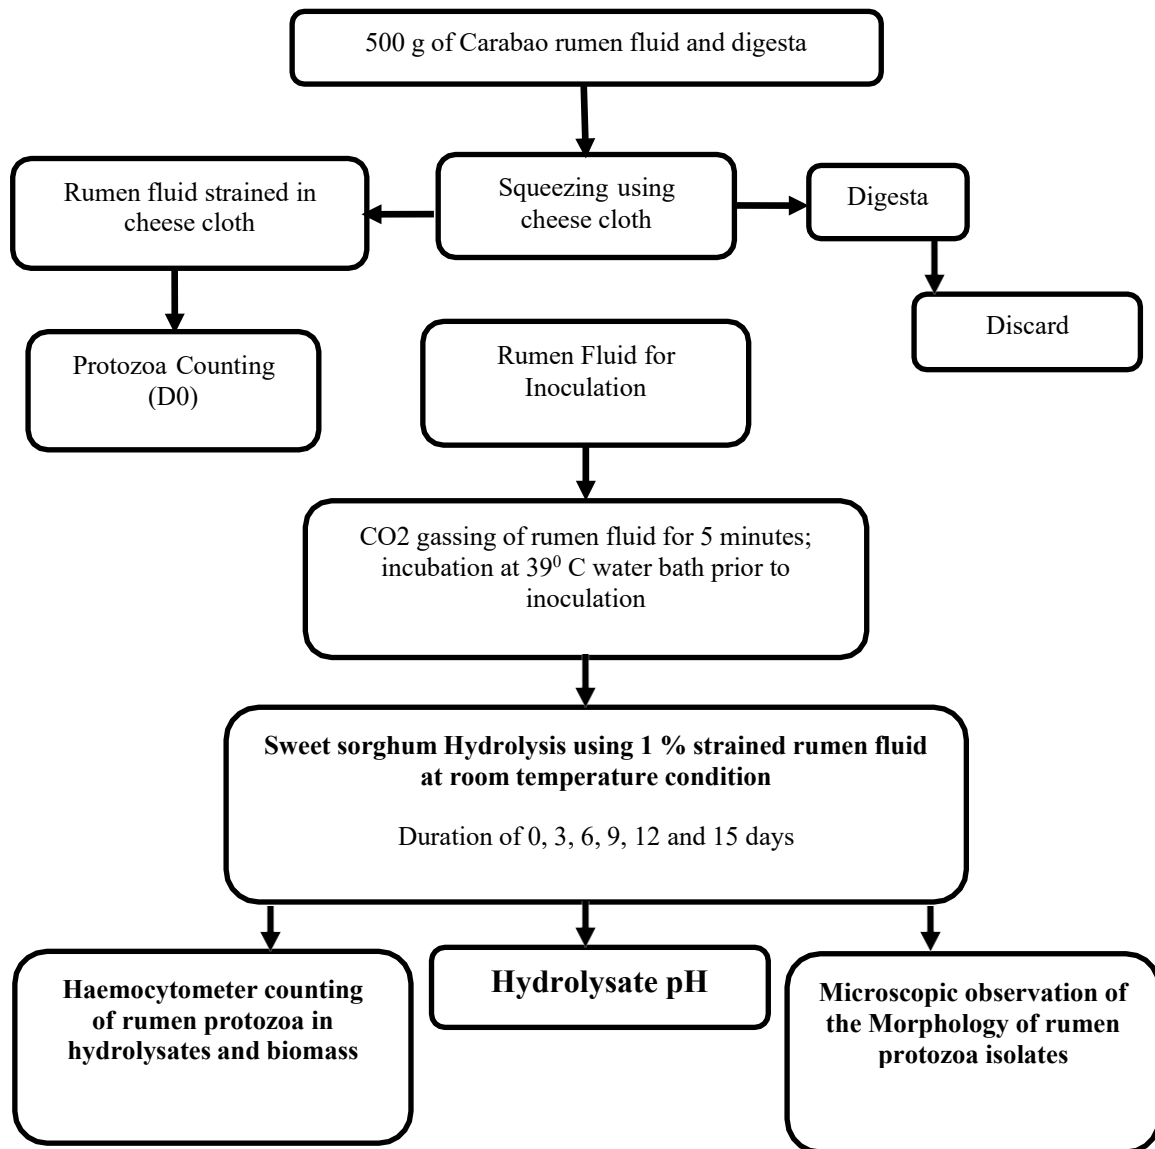 500 g of Carabao rumen fluid and digesta
Rumen fluid strained in
cheese cloth
Squeezing using
cheese cloth
Digesta
Discard
Protozoa Counting
(D0)
Rumen Fluid for
Inoculation
CO2 gassing of rumen fluid for 5 minutes;
incubation at 39⁰ C water bath prior to
inoculation
Sweet sorghum Hydrolysis using 1 % strained rumen fluid
at room temperature condition
Duration of 0, 3, 6, 9, 12 and 15 days
Haemocytometer counting
of rumen protozoa in
hydrolysates and biomass
Hydrolysate pH
Microscopic observation of
the Morphology of rumen
protozoa isolates